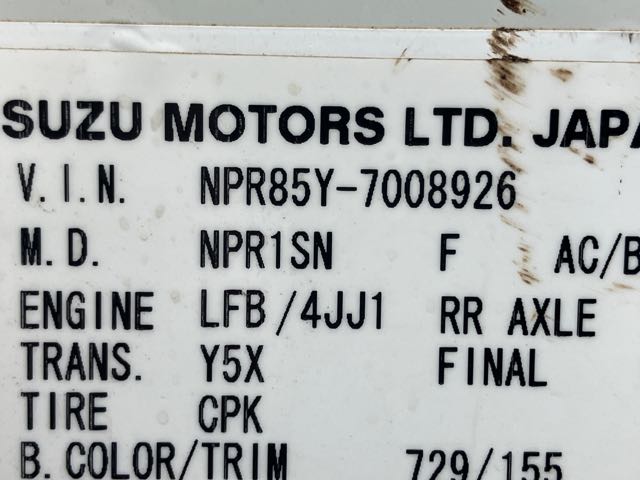 SUZU MOTORS LTD. JAPA
V.I.N. NPR85Y-7008926
M.D. NPR1SN F AC/B
ENGINE LFB/4JJ1 RR AXLE
TRANS. Y5X FINAL
TIRE CPK
B.COLOR/TRIM 729/155